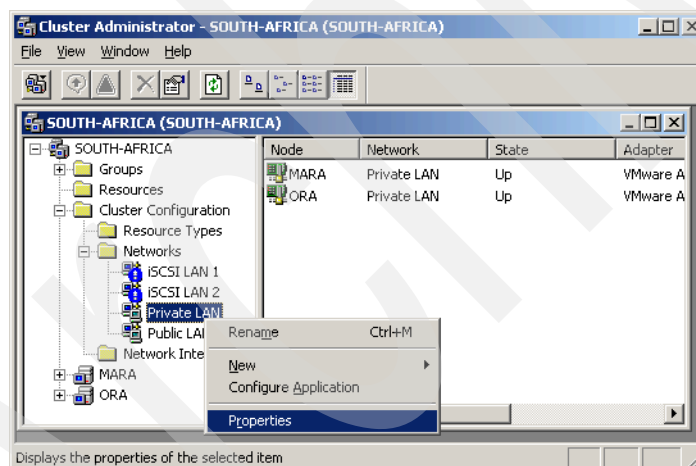 Cluster Administrator - SOUTH-AFRICA (SOUTH-AFRICA)
File View Window Help
SOUTH-AFRICA (SOUTH-AFRICA)
SOUTH-AFRICA
Groups
Resources
Cluster Configuration
Resource Types
Networks
iSCSI LAN 1
iSCSI LAN 2
Private LAN
Public LA
Network Inte
MARA
ORA
Node Network State Adapter
MARA Private LAN Up VMware A
ORA Private LAN Up VMware A
Rename Ctrl+M
New
Configure Application
Properties
Displays the properties of the selected item